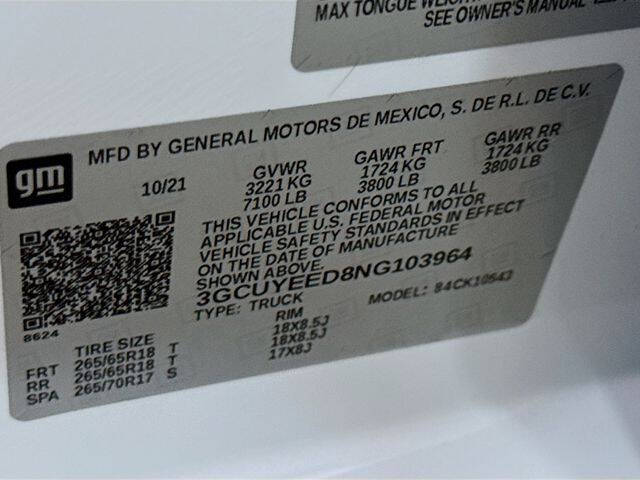 MAX TONGUE WEIGHT
SEE OWNER'S MANUAL
gm
MFD BY GENERAL MOTORS DE MEXICO, S. DE R.L. DE C.V.
10/21
GVWR GAWR FRT GAWR RR
3221 KG 1724 KG 1724 KG
7100 LB 3800 LB 3800 LB
THIS VEHICLE CONFORMS TO ALL
APPLICABLE U.S. FEDERAL MOTOR
VEHICLE SAFETY STANDARDS IN EFFECT
ON THE DATE OF MANUFACTURE
SHOWN ABOVE.
3GCUYEED8NG103964
TYPE: TRUCK MODEL: 84CK10543
8624
TIRE SIZE RIM
FRT 265/65R18 T 18X8.5J
RR 265/65R18 T 18X8.5J
SPA 265/70R17 S 17X8J